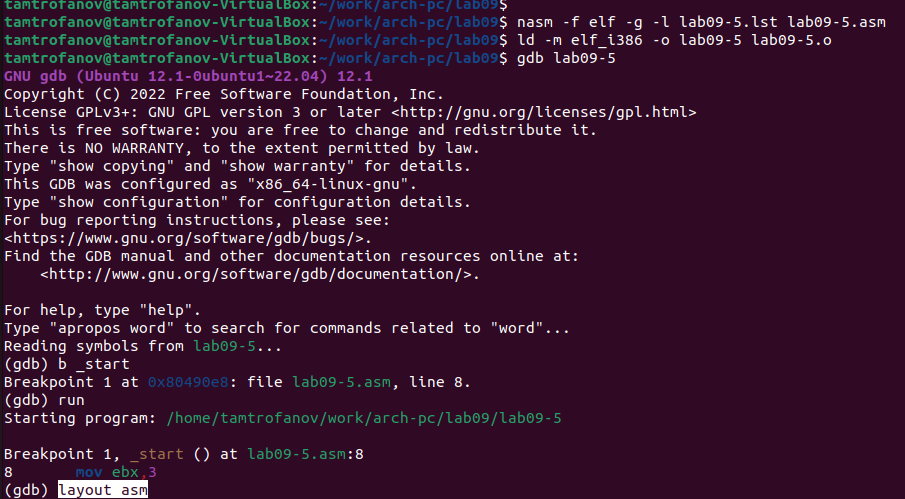 tamtrofanov@tamtrofanov-VirtualBox:~/work/arch-pc/lab09$
tamtrofanov@tamtrofanov-VirtualBox:~/work/arch-pc/lab09$ nasm -f elf -g -l lab09-5.lst lab09-5.asm
tamtrofanov@tamtrofanov-VirtualBox:~/work/arch-pc/lab09$ ld -m elf_i386 -o lab09-5 lab09-5.o
tamtrofanov@tamtrofanov-VirtualBox:~/work/arch-pc/lab09$ gdb lab09-5
GNU gdb (Ubuntu 12.1-0ubuntu1~22.04) 12.1
Copyright (C) 2022 Free Software Foundation, Inc.
License GPLv3+: GNU GPL version 3 or later <http://gnu.org/licenses/gpl.html>
This is free software: you are free to change and redistribute it.
There is NO WARRANTY, to the extent permitted by law.
Type "show copying" and "show warranty" for details.
This GDB was configured as "x86_64-linux-gnu".
Type "show configuration" for configuration details.
For bug reporting instructions, please see:
<https://www.gnu.org/software/gdb/bugs/>.
Find the GDB manual and other documentation resources online at:
    <http://www.gnu.org/software/gdb/documentation/>.
For help, type "help".
Type "apropos word" to search for commands related to "word"...
Reading symbols from lab09-5...
(gdb) b _start
Breakpoint 1 at 0x80490e8: file lab09-5.asm, line 8.
(gdb) run
Starting program: /home/tamtrofanov/work/arch-pc/lab09/lab09-5
Breakpoint 1, _start () at lab09-5.asm:8
8       mov ebx,3
(gdb) layout asm